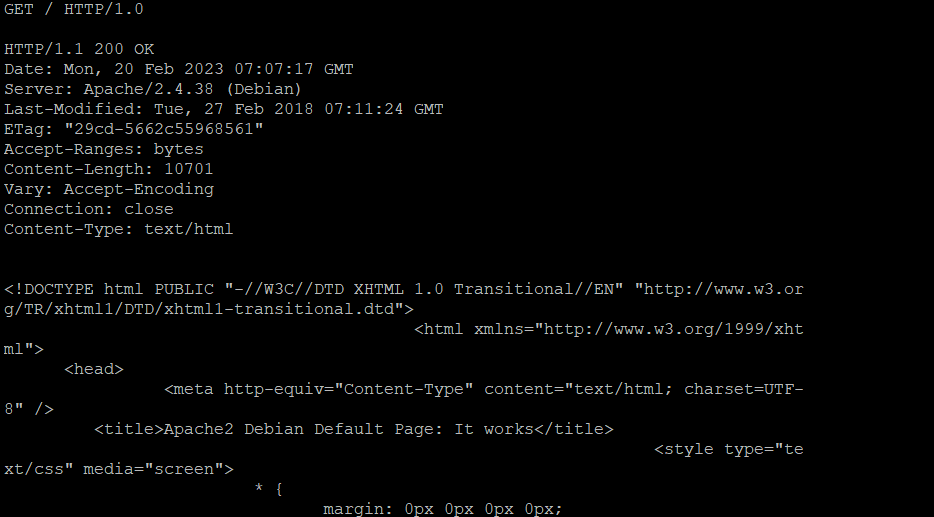 GET / HTTP/1.0
HTTP/1.1 200 OK
Date: Mon, 20 Feb 2023 07:07:17 GMT
Server: Apache/2.4.38 (Debian)
Last-Modified: Tue, 27 Feb 2018 07:11:24 GMT
ETag: "29cd-5662c55968561"
Accept-Ranges: bytes
Content-Length: 10701
Vary: Accept-Encoding
Connection: close
Content-Type: text/html
<!DOCTYPE html PUBLIC "-//W3C//DTD XHTML 1.0 Transitional//EN" "http://www.w3.or
g/TR/xhtml1/DTD/xhtml1-transitional.dtd">
<html xmlns="http://www.w3.org/1999/xht
ml">
<head>
<meta http-equiv="Content-Type" content="text/html; charset=UTF-
8" />
<title>Apache2 Debian Default Page: It works</title>
<style type="te
xt/css" media="screen">
* {
margin: 0px 0px 0px 0px;